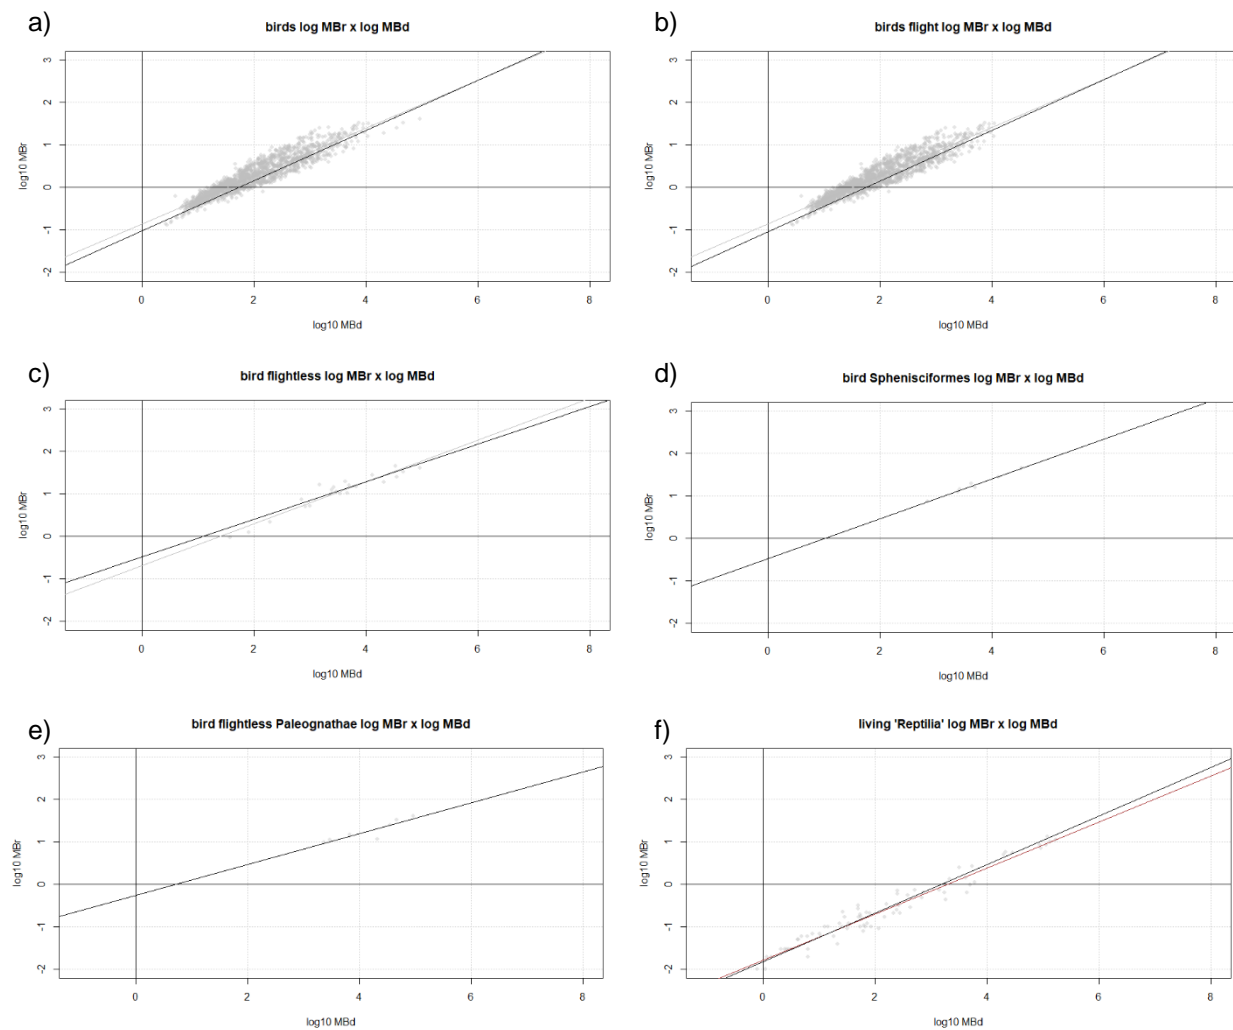 a)
birds log MBr x log MBd
3
2
1
0
-1
-2
log10 MBr
0 2 4 6 8
log10 MBd
b)
birds flight log MBr x log MBd
3
2
1
0
-1
-2
log10 MBr
0 2 4 6 8
log10 MBd
c)
bird flightless log MBr x log MBd
3
2
1
0
-1
-2
log10 MBr
0 2 4 6 8
log10 MBd
d)
bird Sphenisciformes log MBr x log MBd
3
2
1
0
-1
-2
log10 MBr
0 2 4 6 8
log10 MBd
e)
bird flightless Paleognathae log MBr x log MBd
3
2
1
0
-1
-2
log10 MBr
0 2 4 6 8
log10 MBd
f)
living 'Reptilia' log MBr x log MBd
3
2
1
0
-1
-2
log10 MBr
0 2 4 6 8
log10 MBd